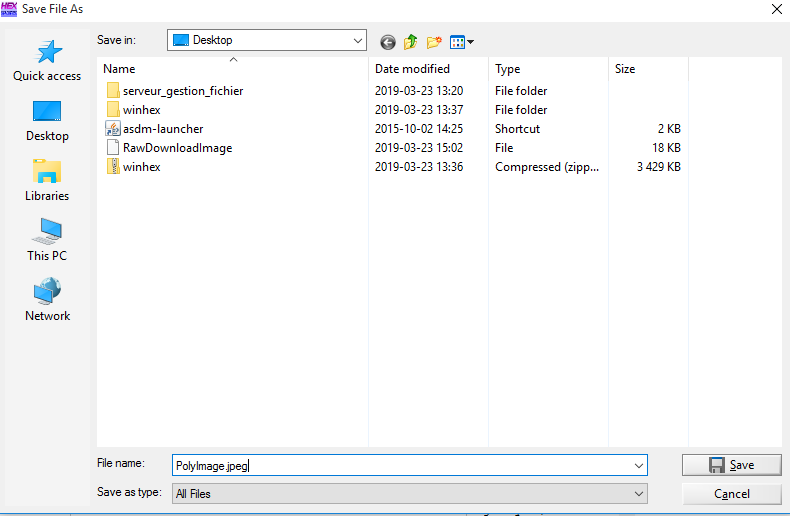 HEX
Save File As
Save in:
Desktop
Quick access
Desktop
Libraries
This PC
Network
Name Date modified Type Size
serveur_gestion_fichier 2019-03-23 13:20 File folder
winhex 2019-03-23 13:37 File folder
asdm-launcher 2015-10-02 14:25 Shortcut 2 KB
RawDownloadImage 2019-03-23 15:02 File 18 KB
winhex 2019-03-23 13:36 Compressed (zipp... 3 429 KB
File name: PolyImage.jpeg Save
Save as type: All Files Cancel